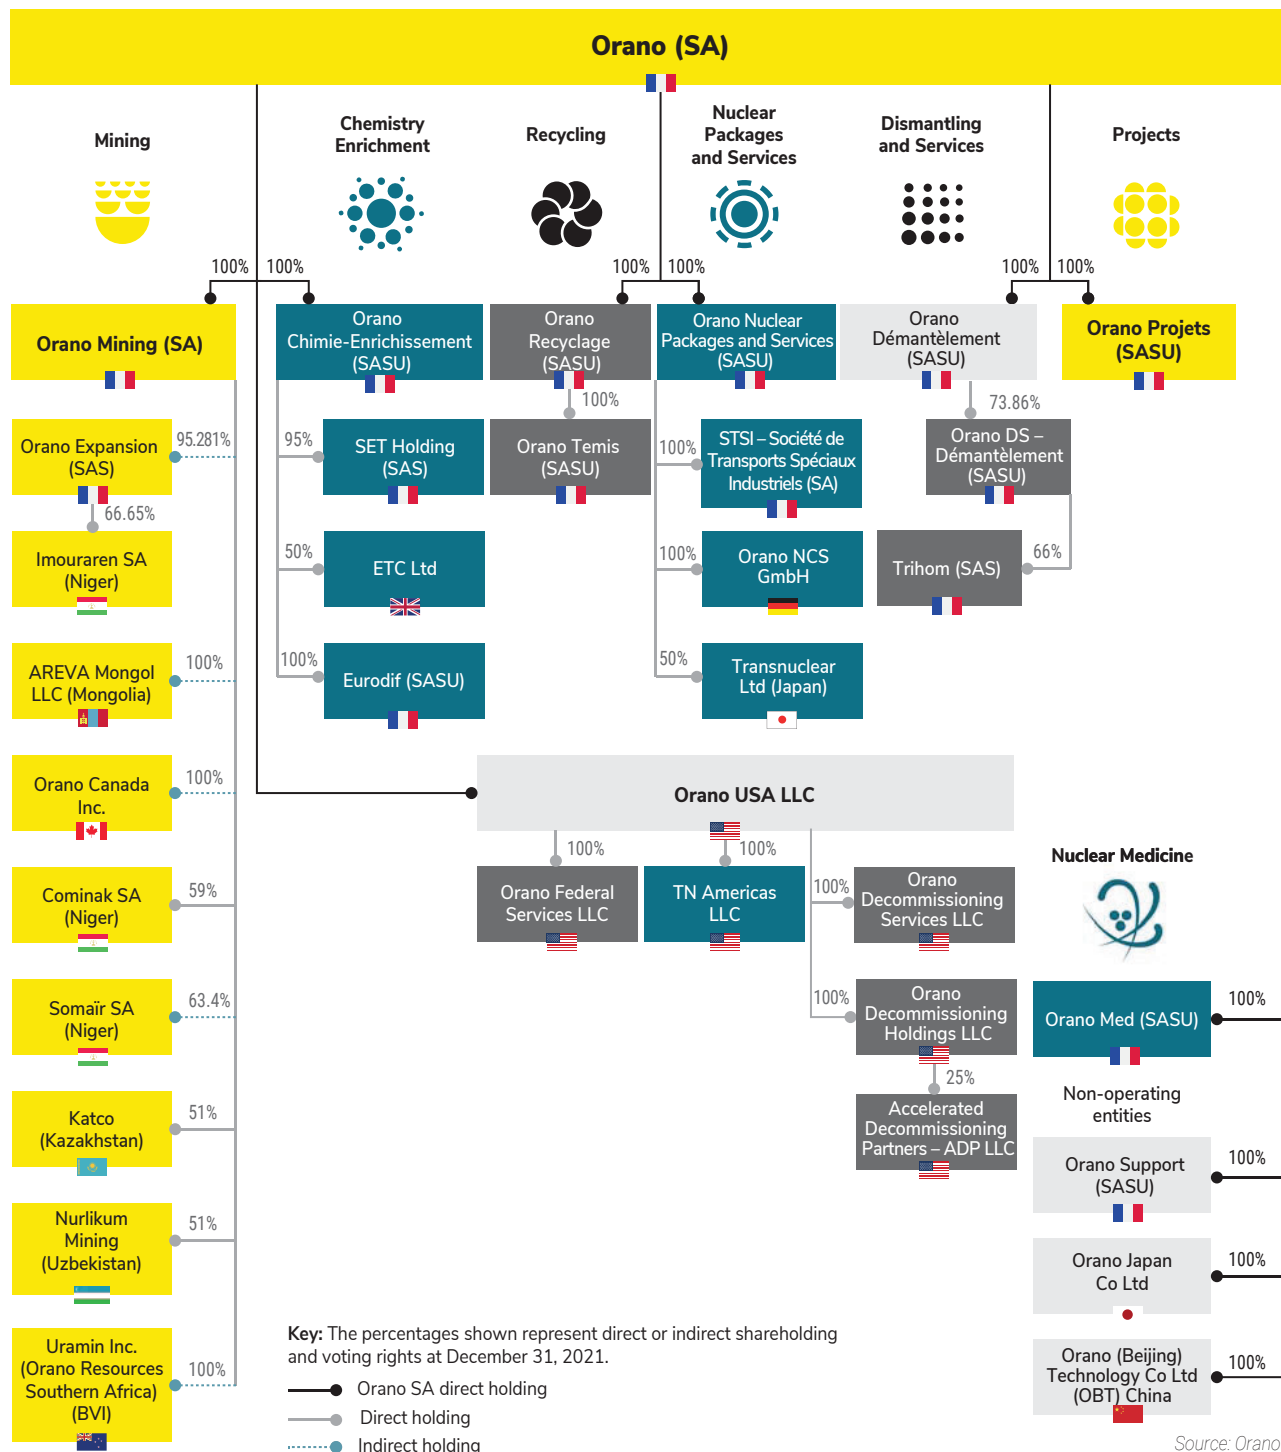 Orano (SA)
Mining
Chemistry
Enrichment
Recycling
Nuclear
Packages
and Services
Dismantling
and Services
Projects
100%
100%
100%
100%
100%
100%
Orano Mining (SA)
Orano
Chimie-Enrichissement
(SASU)
Orano
Recyclage
(SASU)
Orano Nuclear
Packages and Services
(SASU)
Orano
Démantèlement
(SASU)
Orano Projets
(SASU)
Orano Expansion
(SAS)
95.281%
66.65%
Imouraren SA
(Niger)
AREVA Mongol
LLC (Mongolia)
100%
Orano Canada
Inc.
100%
Cominak SA
(Niger)
59%
Somaïr SA
(Niger)
63.4%
Katco
(Kazakhstan)
51%
Nurlikum
Mining
(Uzbekistan)
51%
Uramin Inc.
(Orano Resources
Southern Africa)
(BVI)
100%
95%
SET Holding
(SAS)
50%
ETC Ltd
100%
Eurodif (SASU)
100%
Orano Temis
(SASU)
100%
STSI – Société de
Transports Spéciaux
Industriels (SA)
100%
Orano NCS
GmbH
50%
Transnuclear
Ltd (Japan)
73.86%
Orano DS –
Démantèlement
(SASU)
66%
Trihom (SAS)
Orano USA LLC
100%
Orano Federal
Services LLC
100%
TN Americas
LLC
100%
Orano
Decommissioning
Services LLC
100%
Orano
Decommissioning
Holdings LLC
25%
Accelerated
Decommissioning
Partners – ADP LLC
Nuclear Medicine
Orano Med (SASU)
100%
Non-operating
entities
Orano Support
(SASU)
100%
Orano Japan
Co Ltd
100%
Orano (Beijing)
Technology Co Ltd
(OBT) China
100%
Key: The percentages shown represent direct or indirect shareholding
and voting rights at December 31, 2021.
Orano SA direct holding
Direct holding
Indirect holding
Source: Orano